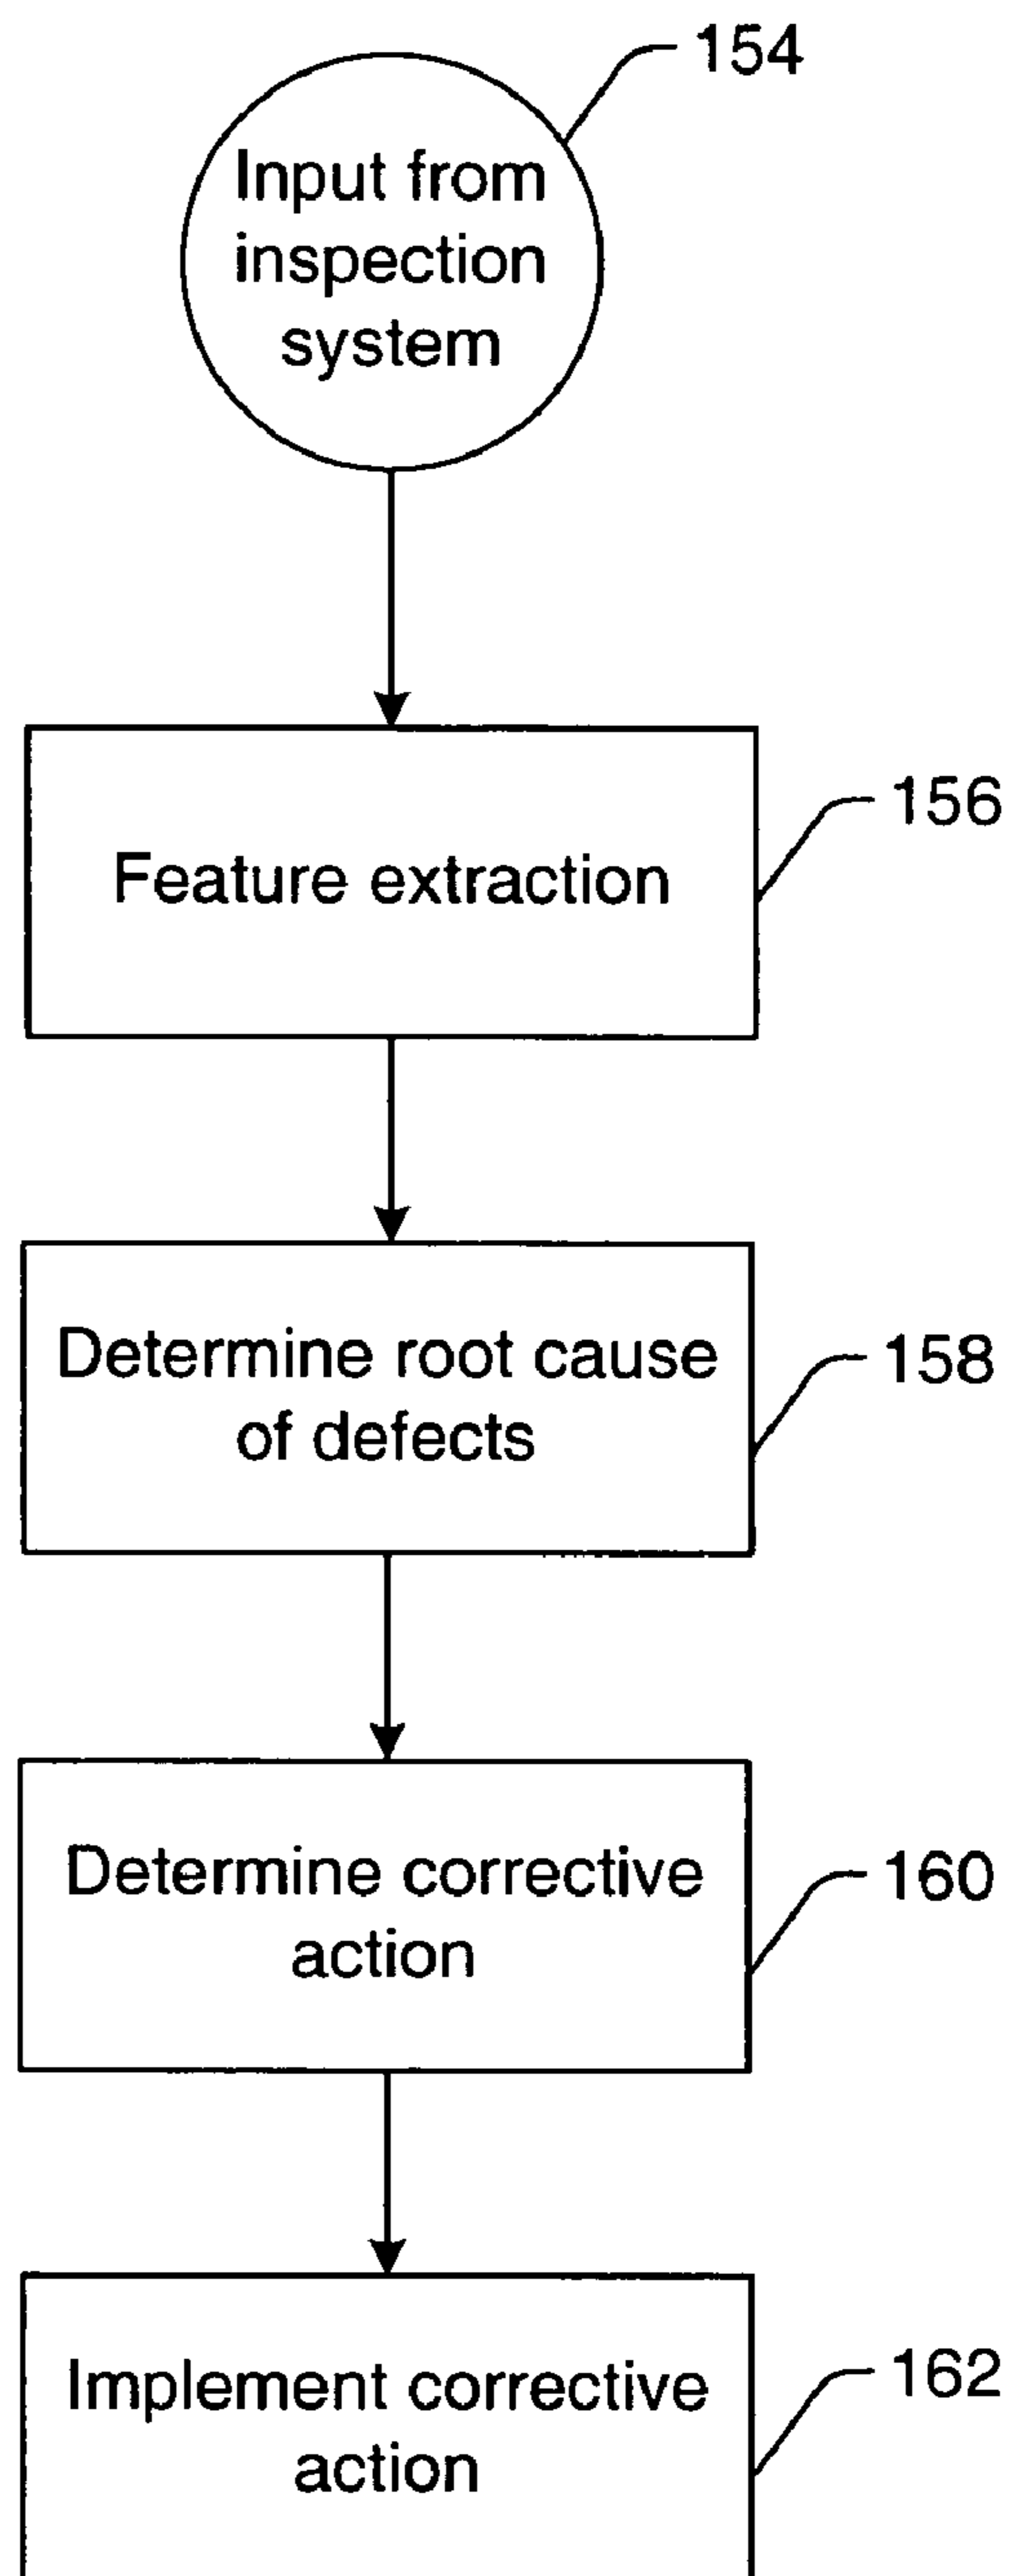 154
Input from
inspection
system
156
Feature extraction
Determine root cause
158
of defects
Determine corrective
160
action
Implement corrective
162
action